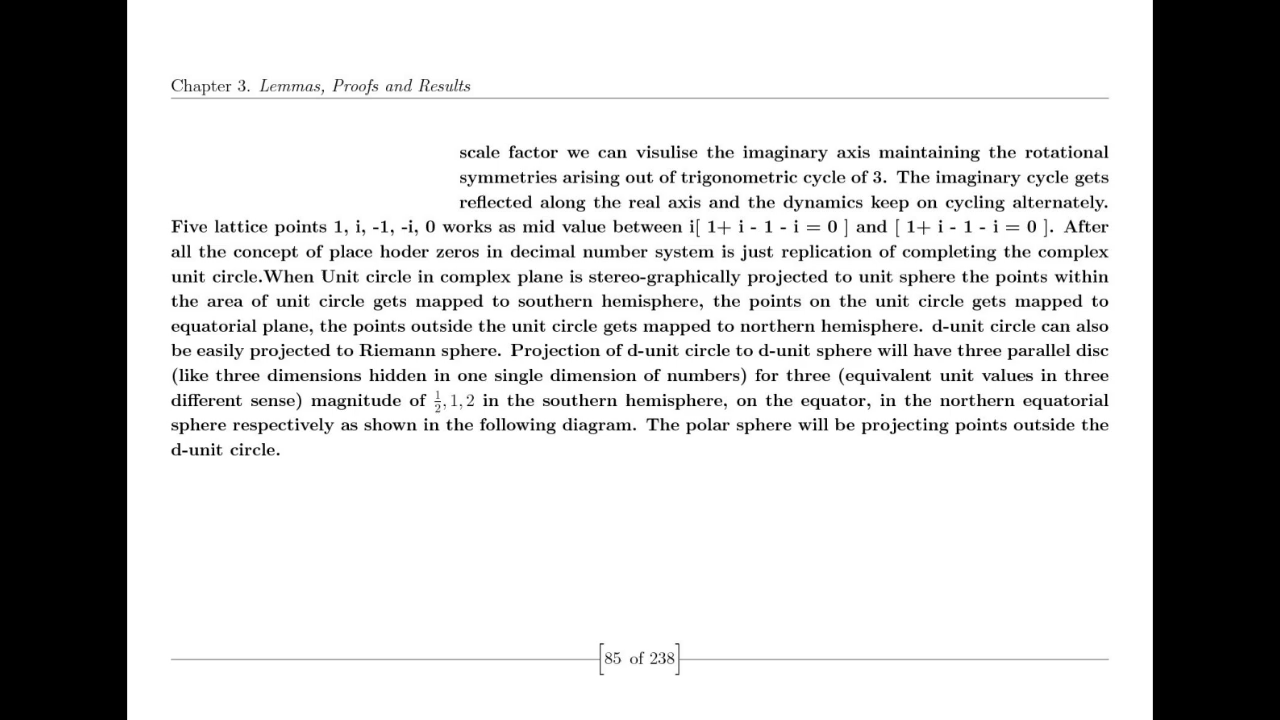 Chapter 3. Lemmas, Proofs and Results
scale factor we can visulise the imaginary axis maintaining the rotational
symmetries arising out of trigonometric cycle of 3. The imaginary cycle gets
reflected along the real axis and the dynamics keep on cycling alternately.
Five lattice points 1, i, -1, -i, 0 works as mid value between i[ 1+ i - 1 - i = 0 ] and [ 1+ i - 1 - i = 0 ]. After
all the concept of place hoder zeros in decimal number system is just replication of completing the complex
unit circle.When Unit circle in complex plane is stereo-graphically projected to unit sphere the points within
the area of unit circle gets mapped to southern hemisphere, the points on the unit circle gets mapped to
equatorial plane, the points outside the unit circle gets mapped to northern hemisphere. d-unit circle can also
be easily projected to Riemann sphere. Projection of d-unit circle to d-unit sphere will have three parallel disc
(like three dimensions hidden in one single dimension of numbers) for three (equivalent unit values in three
different sense) magnitude of 1/2, 1, 2 in the southern hemisphere, on the equator, in the northern equatorial
sphere respectively as shown in the following diagram. The polar sphere will be projecting points outside the
d-unit circle.
[85 of 238]